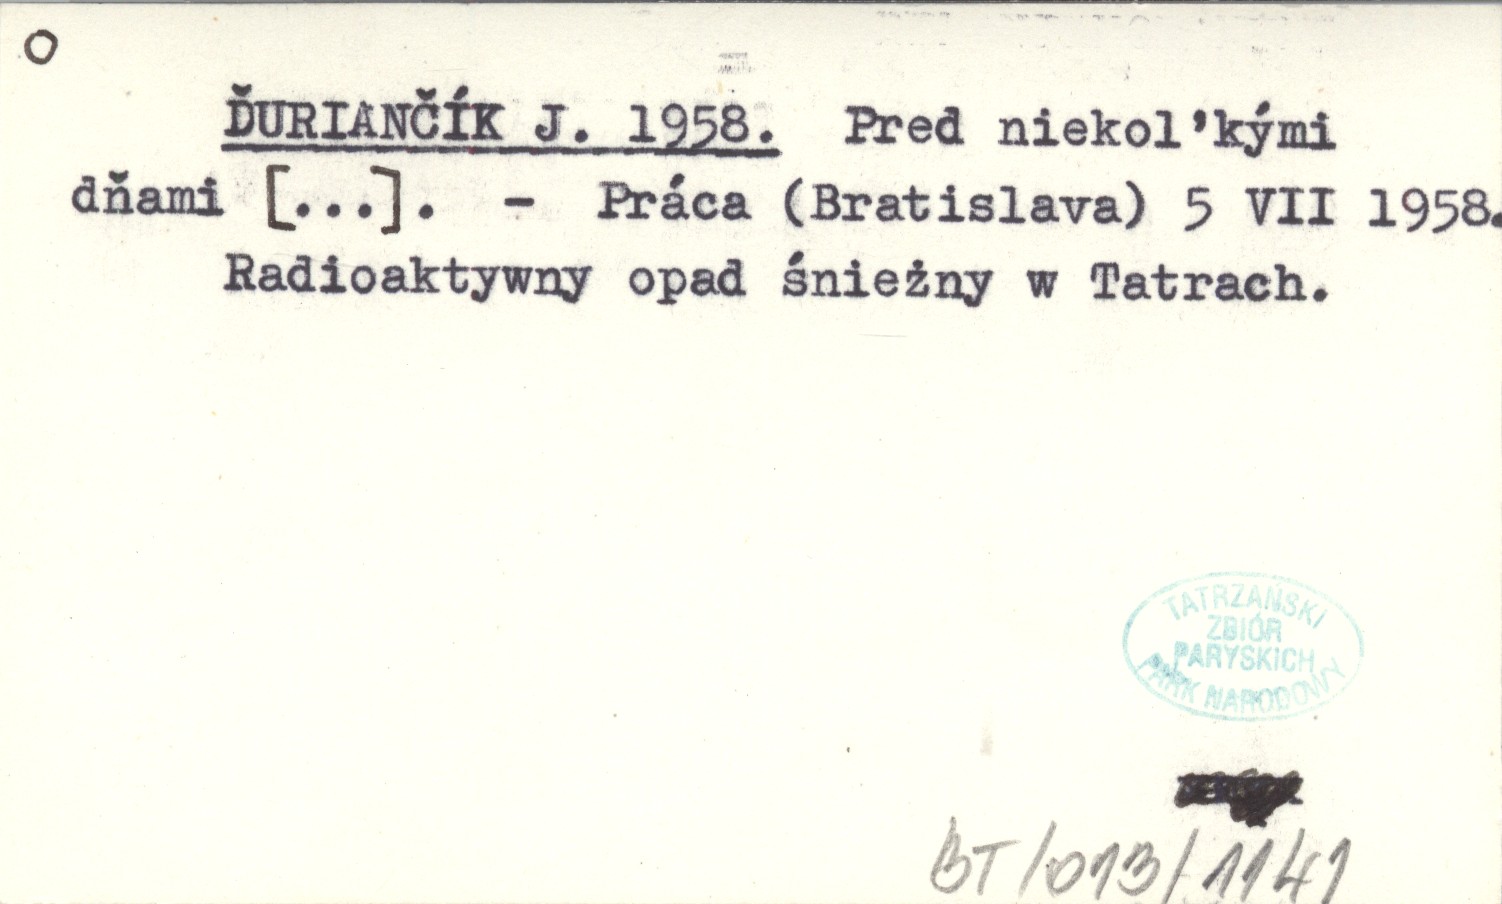 ĎURIANČÍK J. 1958. Pred niekol'kými
dňami [...]. - Práca (Bratislava) 5 VII 1958.
Radioaktywny opad śnieżny w Tatrach.
TATRZAŃSKI
ZBIÓR
PARYSKICH
PARK NARODOWY
BT/013/1141